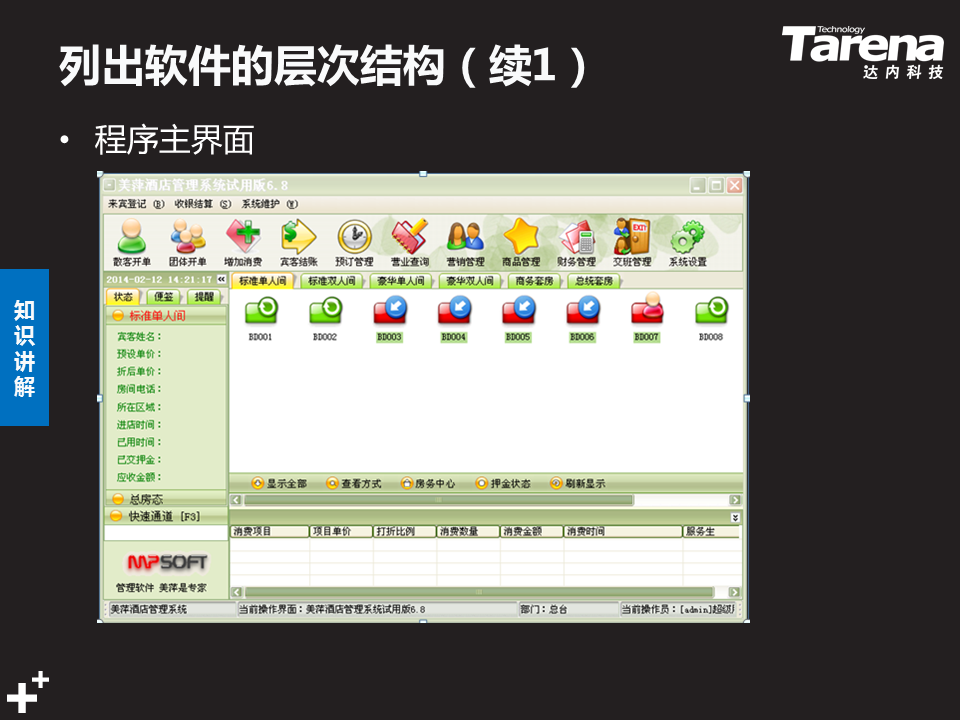 列出软件的层次结构（续1）
Technology
Tarena
达内科技
• 程序主界面
知识讲解
美萍酒店管理系统试用版6.8
来宾登记 (B) 收银结算 (S) 系统维护 (Y)
散客开单 团体开单 增加消费 宾客结账 预订管理 营业查询 营销管理 商品管理 财务管理 交班管理 系统设置
EXIT
2014-02-12 14:21:17
标准单人间 标准双人间 豪华单人间 豪华双人间 商务套房 总统套房
状态 便签 提醒
标准单人间
BD001 BD002 BD003 BD004 BD005 BD006 BD007 BD008
宾客姓名：
预设单价：
折后单价：
房间电话：
所在区域：
进店时间：
已用时间：
已交押金：
应收金额：
显示全部 查看方式 房务中心 押金状态 刷新显示
总房态
快速通道 [F3]
消费项目 项目单价 打折比例 消费数量 消费金额 消费时间 服务生
MPSOFT
管理软件 美萍是专家
美萍酒店管理系统 当前操作界面：美萍酒店管理系统试用版6.8 部门：总台 当前操作员：[admin]超级